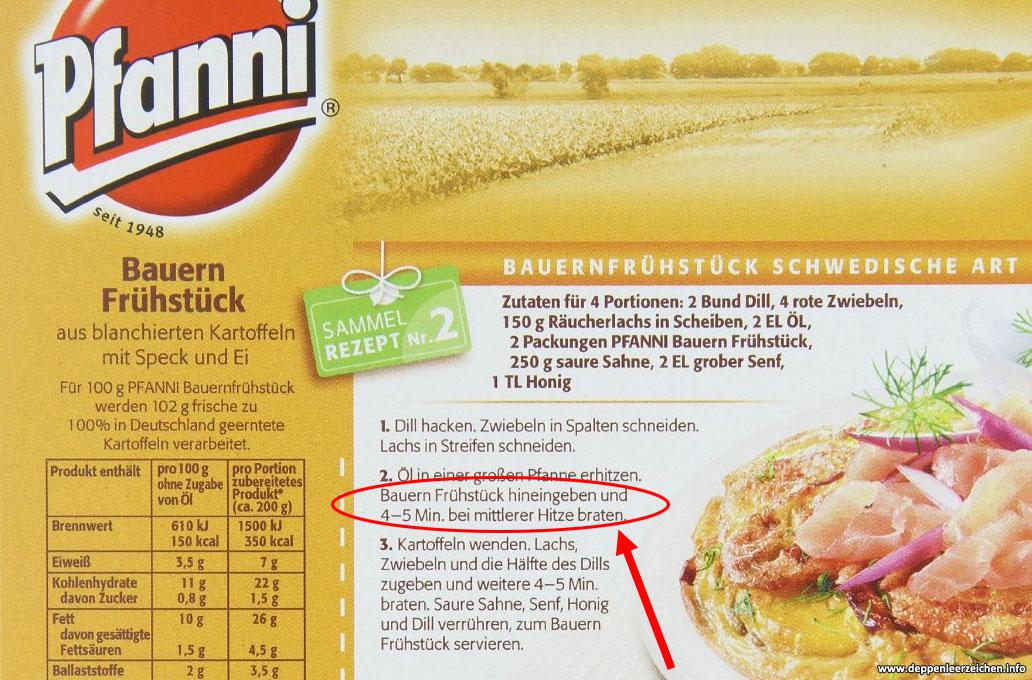 Pfanni
®
seit 1948
Bauern
Frühstück
aus blanchierten Kartoffeln
mit Speck und Ei
Für 100 g PFANNI Bauernfrühstück
werden 102 g frische zu
100% in Deutschland geerntete
Kartoffeln verarbeitet.
Produkt enthält pro 100 g ohne Zugabe von Öl pro Portion zubereitetes Produkt* (ca. 200 g)
Brennwert 610 kJ 1500 kJ
150 kcal 350 kcal
Eiweiß 3,5 g 7 g
Kohlenhydrate 11 g 22 g
davon Zucker 0,8 g 1,5 g
Fett 10 g 26 g
davon gesättigte
Fettsäuren 1,5 g 4,5 g
Ballaststoffe 2 g 3,5 g
SAMMEL
REZEPT Nr. 2
BAUERNFRÜHSTÜCK SCHWEDISCHE ART
Zutaten für 4 Portionen: 2 Bund Dill, 4 rote Zwiebeln,
150 g Räucherlachs in Scheiben, 2 EL ÖL,
2 Packungen PFANNI Bauern Frühstück,
250 g saure Sahne, 2 EL grober Senf,
1 TL Honig
1. Dill hacken. Zwiebeln in Spalten schneiden.
Lachs in Streifen schneiden.
2. Öl in einer großen Pfanne erhitzen.
Bauern Frühstück hineingeben und
4–5 Min. bei mittlerer Hitze braten.
3. Kartoffeln wenden. Lachs,
Zwiebeln und die Hälfte des Dills
zugeben und weitere 4–5 Min.
braten. Saure Sahne, Senf, Honig
und Dill verrühren, zum Bauern
Frühstück servieren.
www.deppenleerzeichen.info